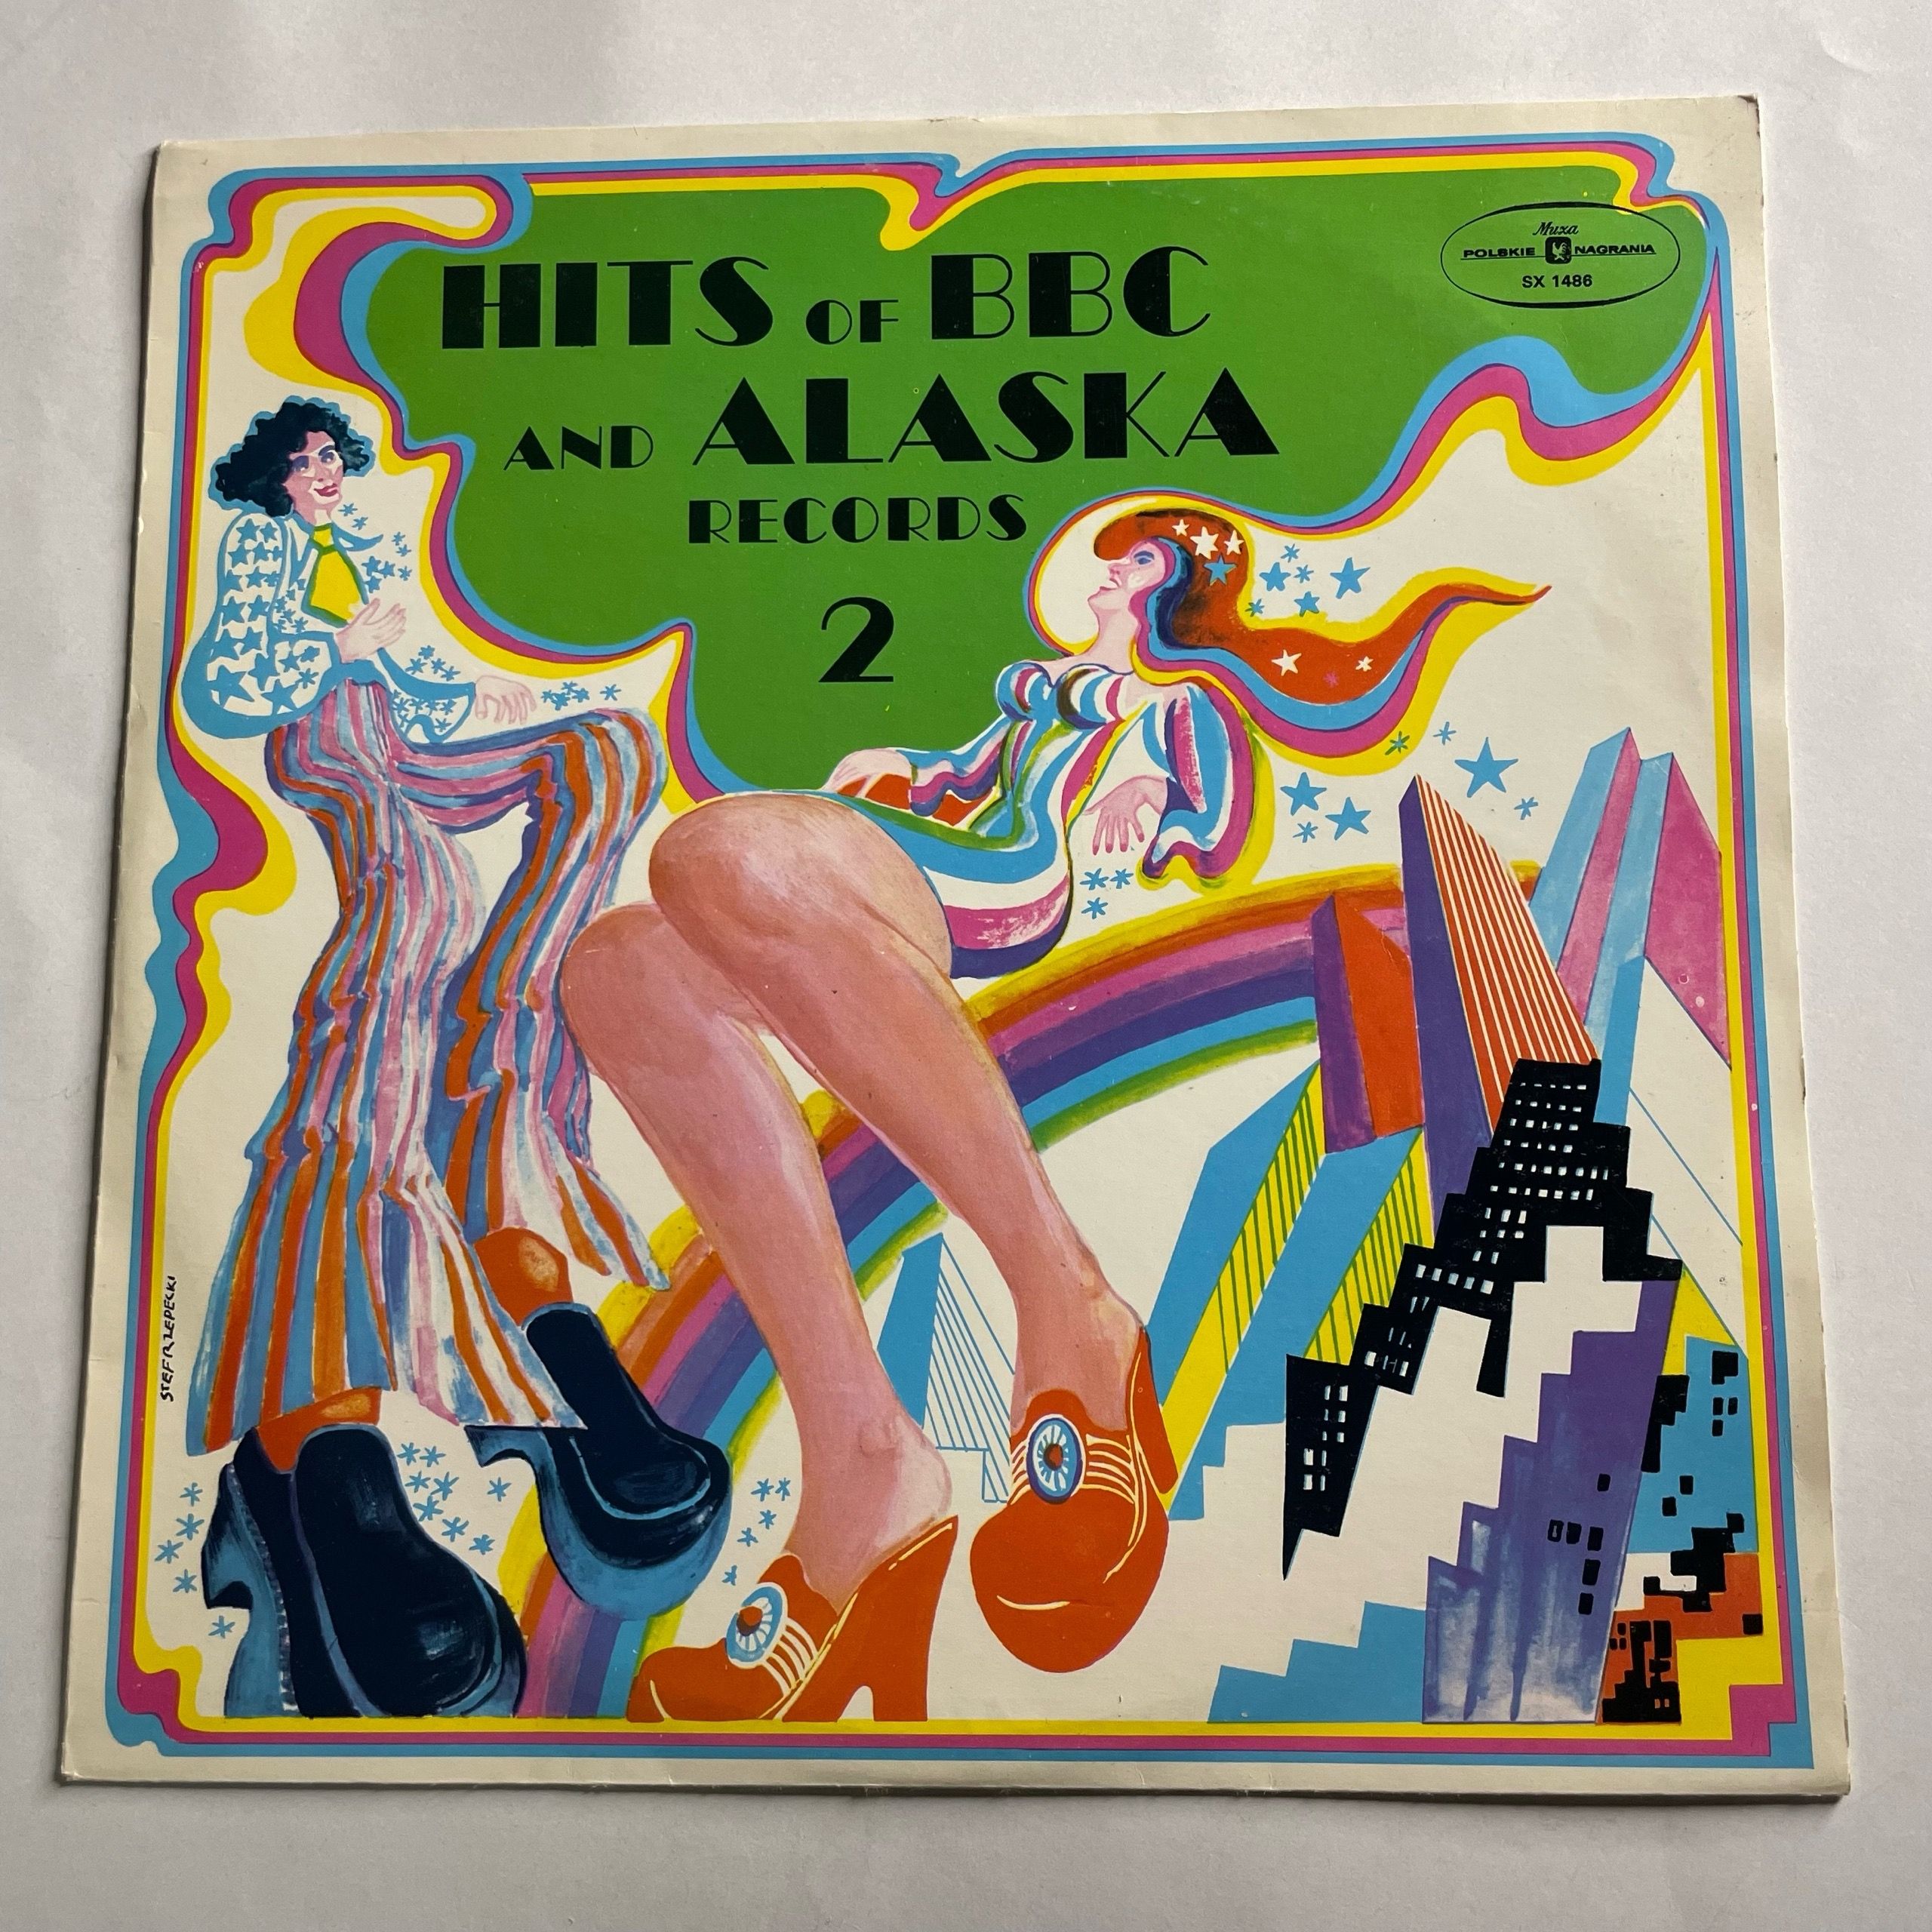 HITS OF BBC
AND ALASKA
RECORDS
2
Muza
POLSKIE NAGRANIA
SX 1486
STEFRZEPECKI